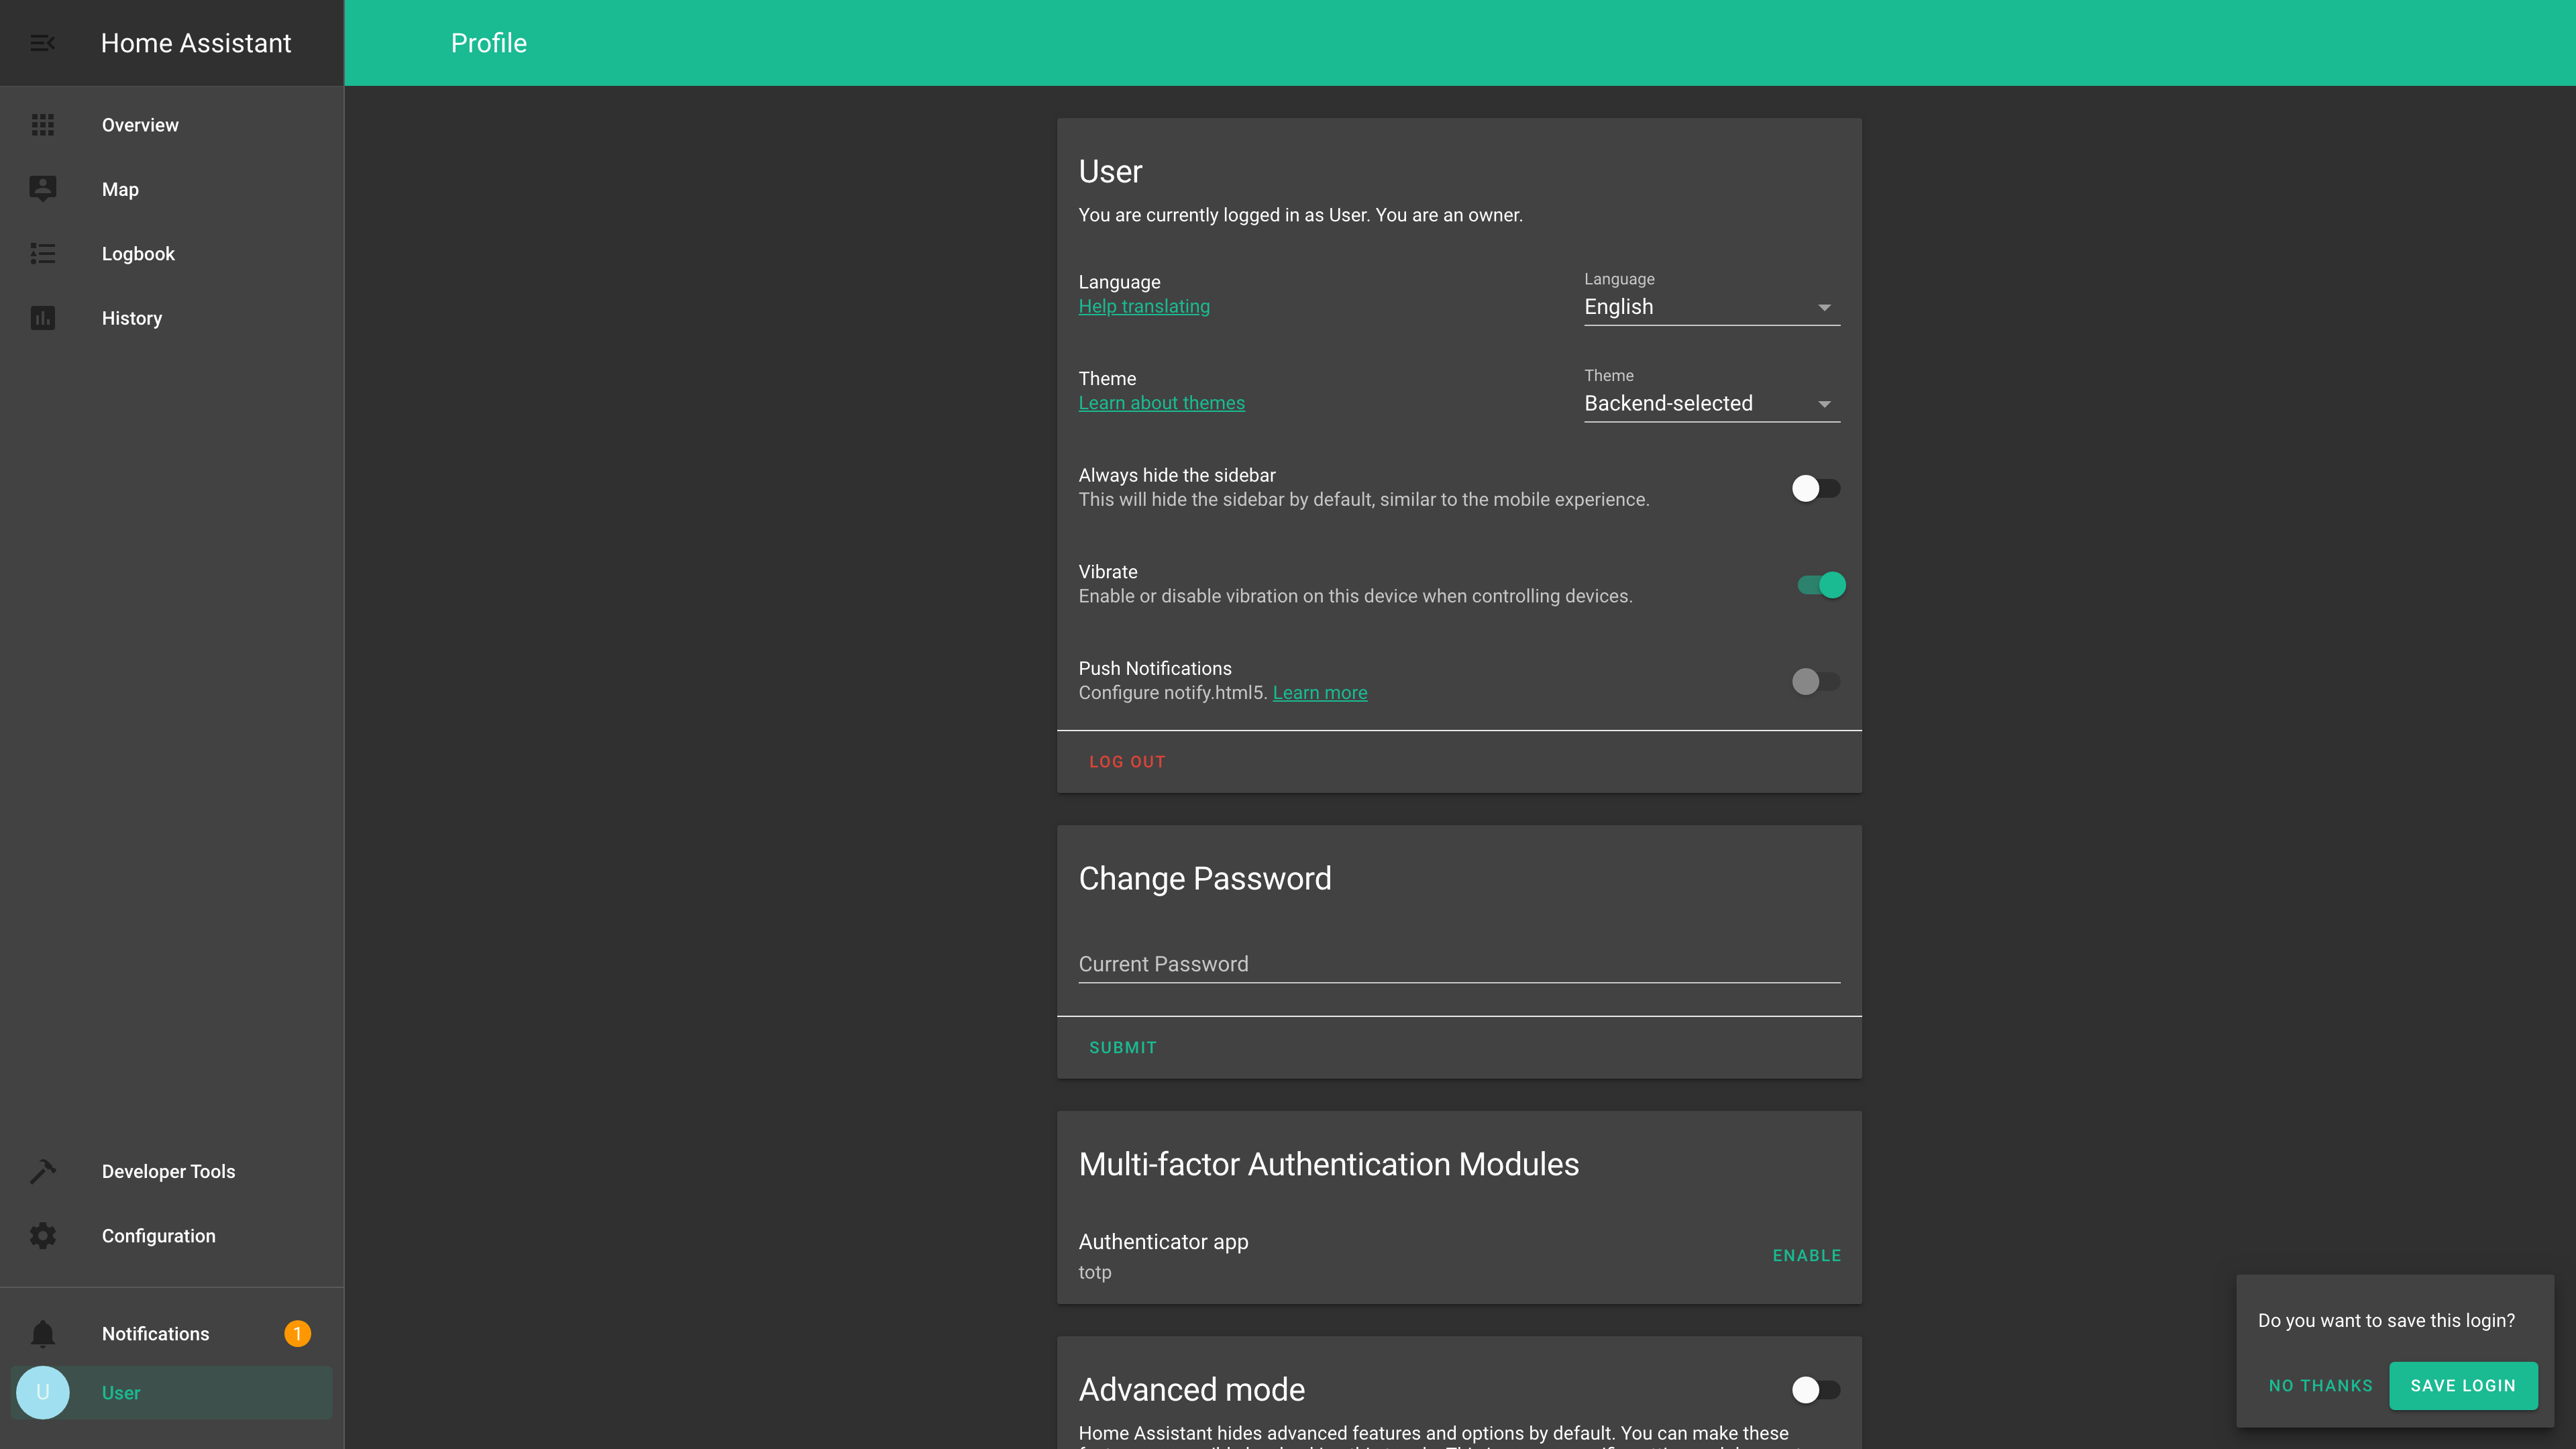 Home Assistant
Profile
Overview
Map
Logbook
History
Developer Tools
Configuration
Notifications
1
U
User
User
You are currently logged in as User. You are an owner.
Language
Help translating
Language
English
Theme
Learn about themes
Theme
Backend-selected
Always hide the sidebar
This will hide the sidebar by default, similar to the mobile experience.
Vibrate
Enable or disable vibration on this device when controlling devices.
Push Notifications
Configure notify.html5. Learn more
LOG OUT
Change Password
Current Password
SUBMIT
Multi-factor Authentication Modules
Authenticator app
totp
ENABLE
Advanced mode
Home Assistant hides advanced features and options by default. You can make these
Do you want to save this login?
NO THANKS
SAVE LOGIN